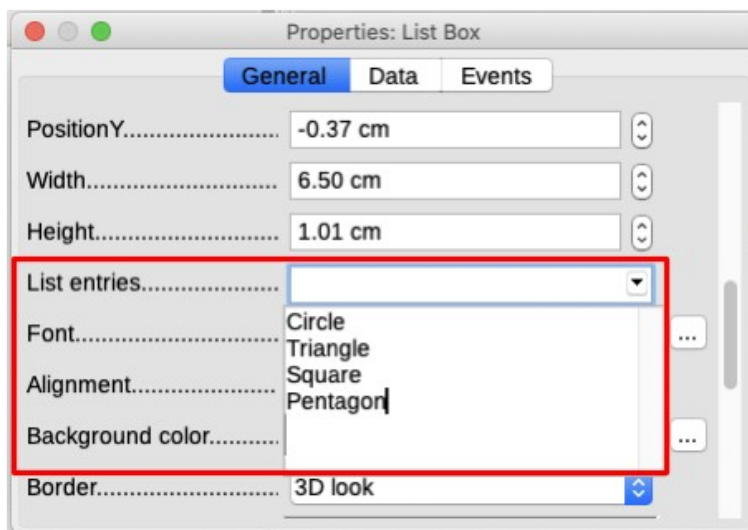 Properties: List Box
General Data Events
PositionY........................ -0.37 cm
Width............................. 6.50 cm
Height............................ 1.01 cm
List entries......................
Circle
Font............................... ...
Triangle
Alignment......................
Square
Pentagon
Background color........... ...
Border............................ 3D look